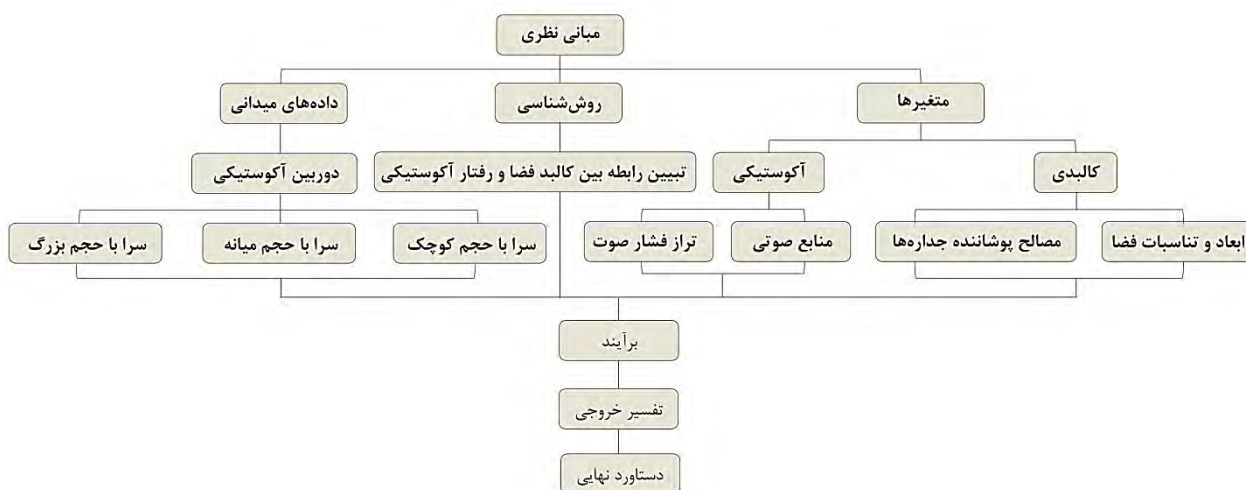 مبانی نظری
متغیرها
روش‌شناسی
داده‌های میدانی
کالبدی
آکوستیکی
تبیین رابطه بین کالبد فضا و رفتار آکوستیکی
دوربین آکوستیکی
ابعاد و تناسبات فضا
مصالح پوشاننده جداره‌ها
منابع صوتی
تراز فشار صوت
سرا با حجم کوچک
سرا با حجم میانه
سرا با حجم بزرگ
برآیند
تفسیر خروجی
دستاورد نهایی